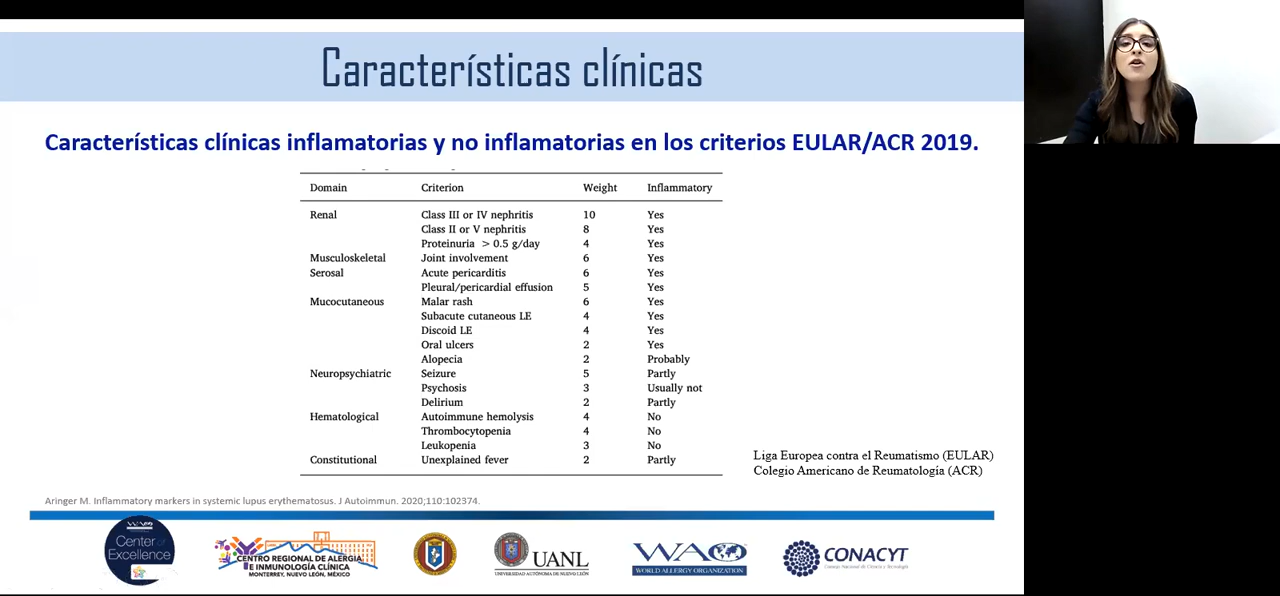 Características clínicas
Características clínicas inflamatorias y no inflamatorias en los criterios EULAR/ACR 2019.
Domain Criterion Weight Inflammatory
Renal Class III or IV nephritis 10 Yes
Class II or V nephritis 8 Yes
Proteinuria > 0.5 g/day 4 Yes
Musculoskeletal Joint involvement 6 Yes
Serosal Acute pericarditis 6 Yes
Pleural/pericardial effusion 5 Yes
Mucocutaneous Malar rash 6 Yes
Subacute cutaneous LE 4 Yes
Discoid LE 4 Yes
Oral ulcers 2 Yes
Alopecia 2 Probably
Neuropsychiatric Seizure 5 Partly
Psychosis 3 Usually not
Delirium 2 Partly
Hematological Autoimmune hemolysis 4 No
Thrombocytopenia 4 No
Leukopenia 3 No
Constitutional Unexplained fever 2 Partly
Liga Europea contra el Reumatismo (EULAR)
Colegio Americano de Reumatología (ACR)
Aringer M. Inflammatory markers in systemic lupus erythematosus. J Autoimmun. 2020;110:102374.
Center of
Excellence
CENTRO REGIONAL DE ALERGIA
E INMUNOLOGÍA CLÍNICA
MONTERREY, NUEVO LEÓN, MÉXICO
UANL
UNIVERSIDAD AUTÓNOMA DE NUEVO LEÓN
WAO
WORLD ALLERGY ORGANIZATION
CONACYT
Consejo Nacional de Ciencia y Tecnología